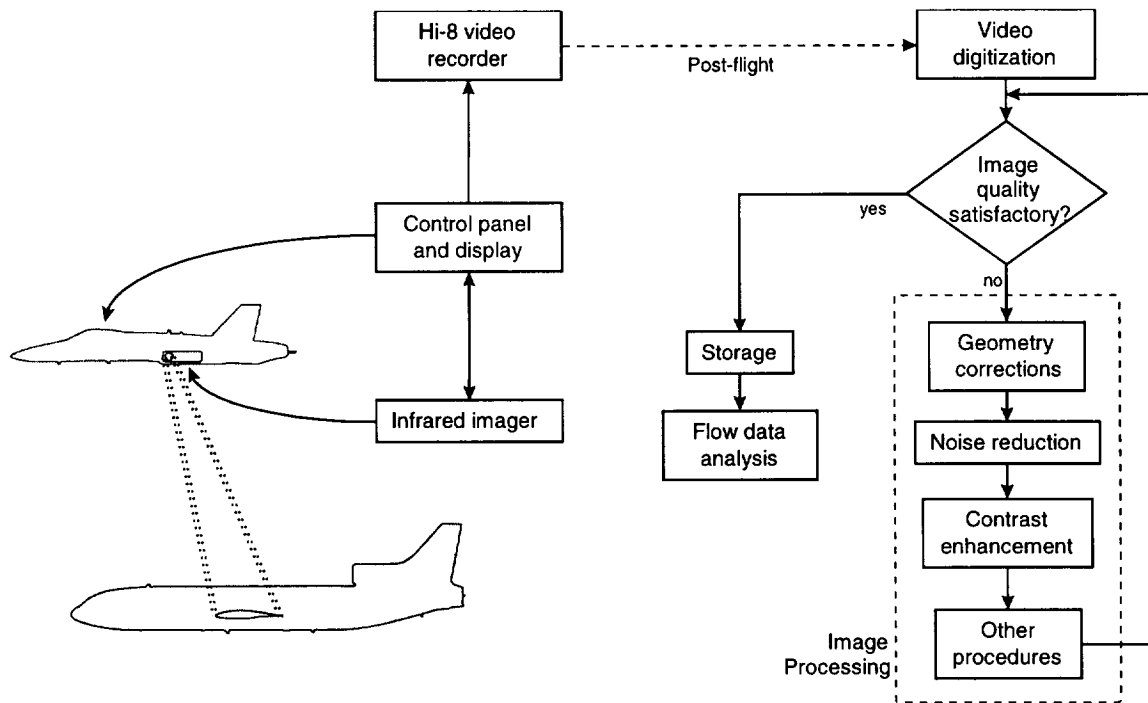 Hi-8 video
recorder
Post-flight
Video
digitization
Image
quality
satisfactory?
yes
no
Control panel
and display
Infrared imager
Storage
Flow data
analysis
Geometry
corrections
Noise reduction
Contrast
enhancement
Other
procedures
Image
Processing